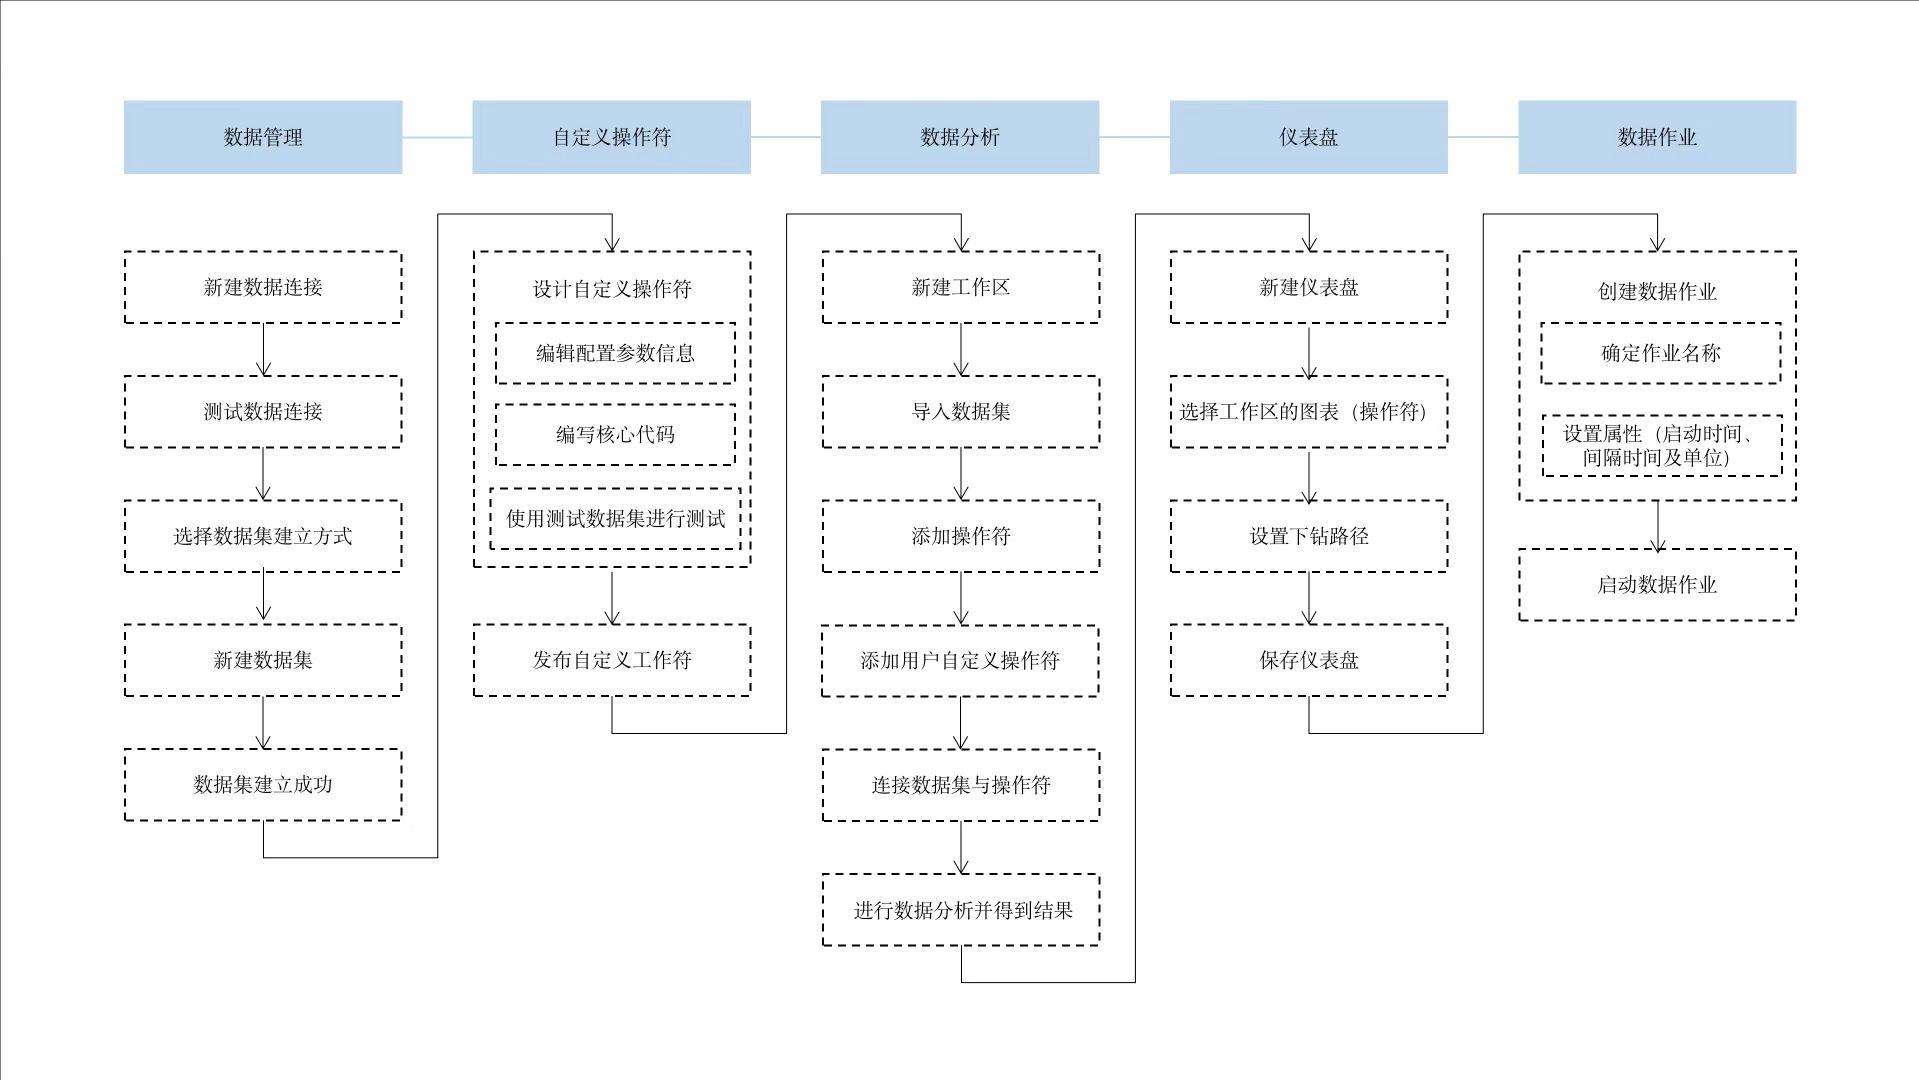 数据管理
自定义操作符
数据分析
仪表盘
数据作业
新建数据连接
测试数据连接
选择数据集建立方式
新建数据集
数据集建立成功
设计自定义操作符
编辑配置参数信息
编写核心代码
使用测试数据集进行测试
发布自定义工作符
新建工作区
导入数据集
添加操作符
添加用户自定义操作符
连接数据集与操作符
进行数据分析并得到结果
新建仪表盘
选择工作区的图表（操作符）
设置下钻路径
保存仪表盘
创建数据作业
确定作业名称
设置属性（启动时间、
间隔时间及单位）
启动数据作业